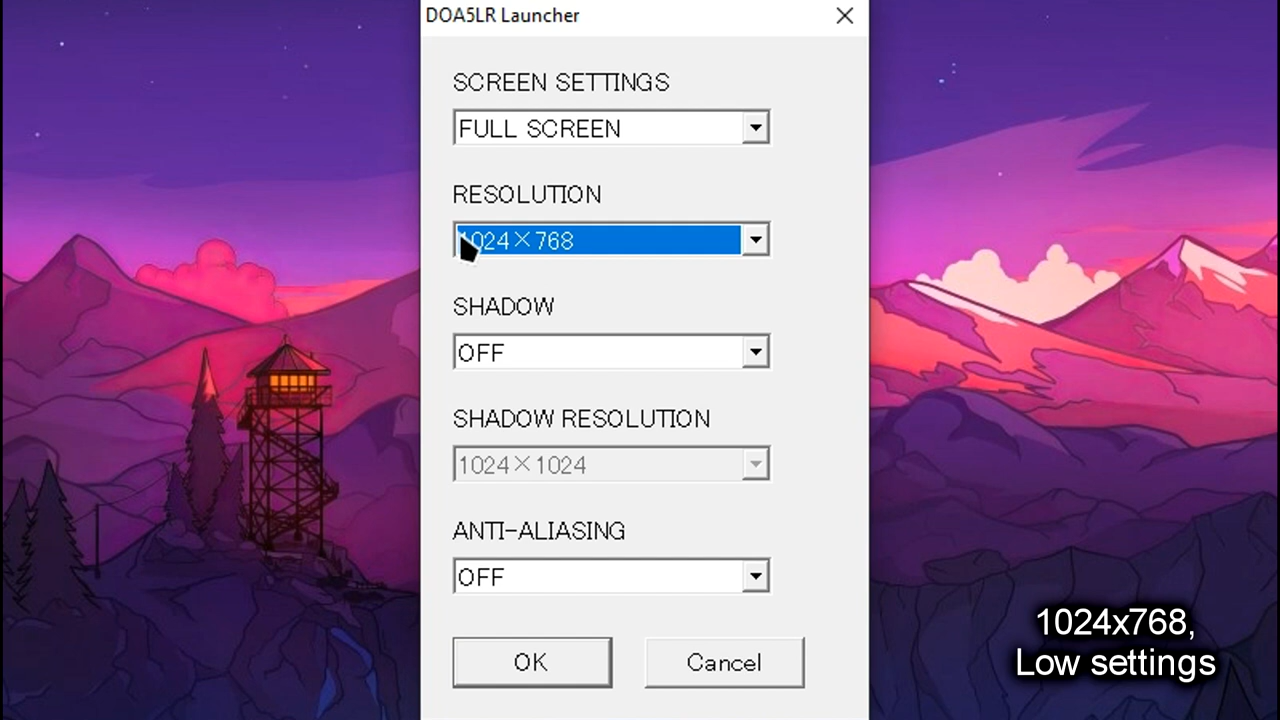 DOA5LR Launcher
SCREEN SETTINGS
FULL SCREEN
RESOLUTION
1024×768
SHADOW
OFF
SHADOW RESOLUTION
1024×1024
ANTI-ALIASING
OFF
OK
Cancel
1024x768,
Low settings